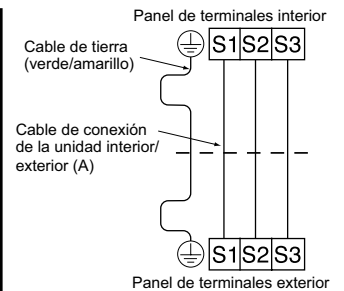 Panel de terminales interior
Cable de tierra
(verde/amarillo)
S1 S2 S3
Cable de conexión
de la unidad interior/
exterior (A)
S1 S2 S3
Panel de terminales exterior